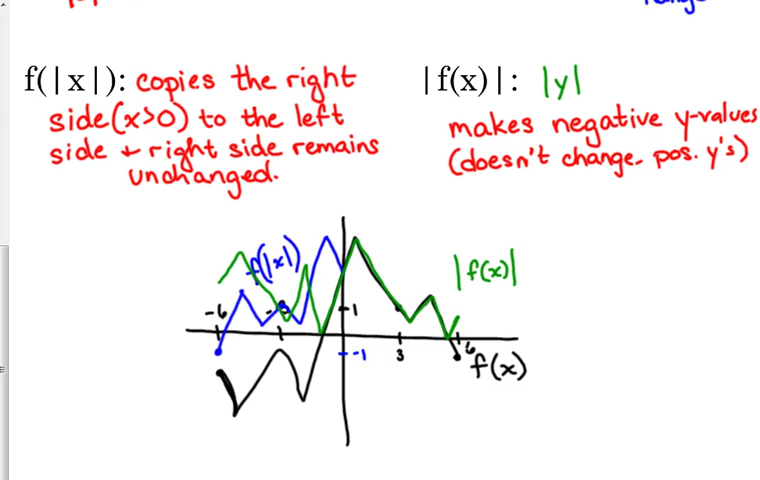 f(|x|): copies the right
side (x>0) to the left
side + right side remains
unchanged.
|f(x)|: |y|
makes negative y-values
(doesn't change pos. y's)
f(|x|)
|f(x)|
-6
1
-1
3
6
f(x)